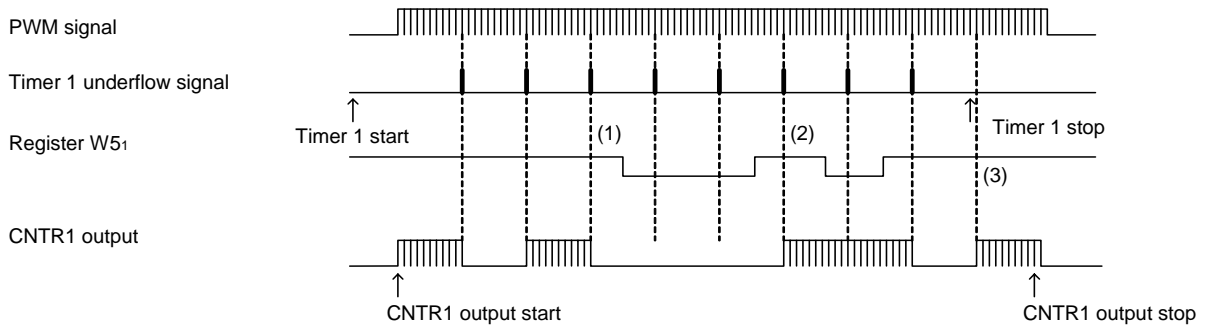 PWM signal
Timer 1 underflow signal
Timer 1 start
Timer 1 stop
Register W5₁
(1)
(2)
(3)
CNTR1 output
CNTR1 output start
CNTR1 output stop